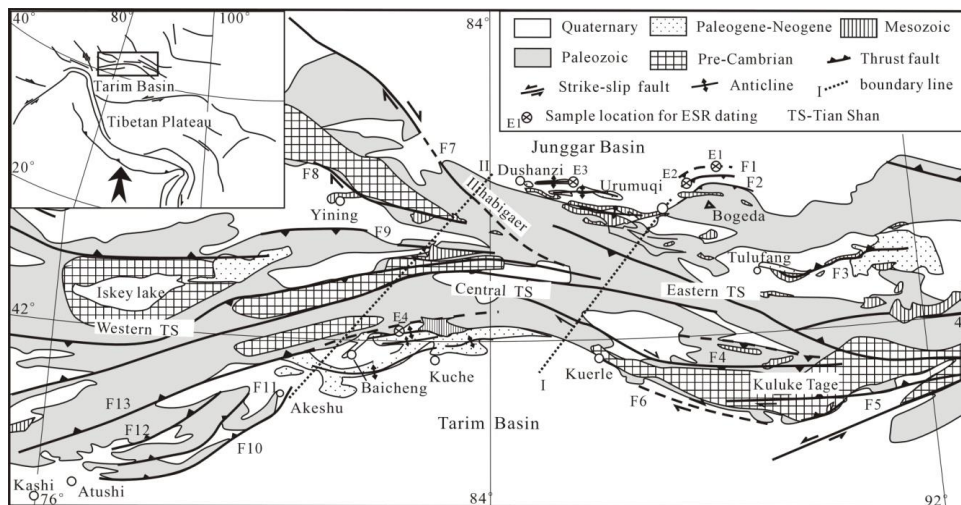 40° 80° 100°
Tarim Basin
Tibetan Plateau
20°
84°
Quaternary Paleogene-Neogene Mesozoic
Paleozoic Pre-Cambrian Thrust fault
Strike-slip fault Anticline I boundary line
E1 Sample location for ESR dating TS-Tian Shan
Junggar Basin
F7
II Dushanzi E3 E2 E1 F1
F2
F8
Yining
Ilihabigaer
Urumuqi
Bogeda
F9
Tulufang
F3
Iskey lake
Central TS
Eastern TS
42°
Western TS
E4
Baicheng
Kuche
I
Kuerle
F4
Kuluke Tage
F5
F6
F11
Akeshu
F13
F12
F10
Tarim Basin
Kashi
Atushi
76° 84° 92°